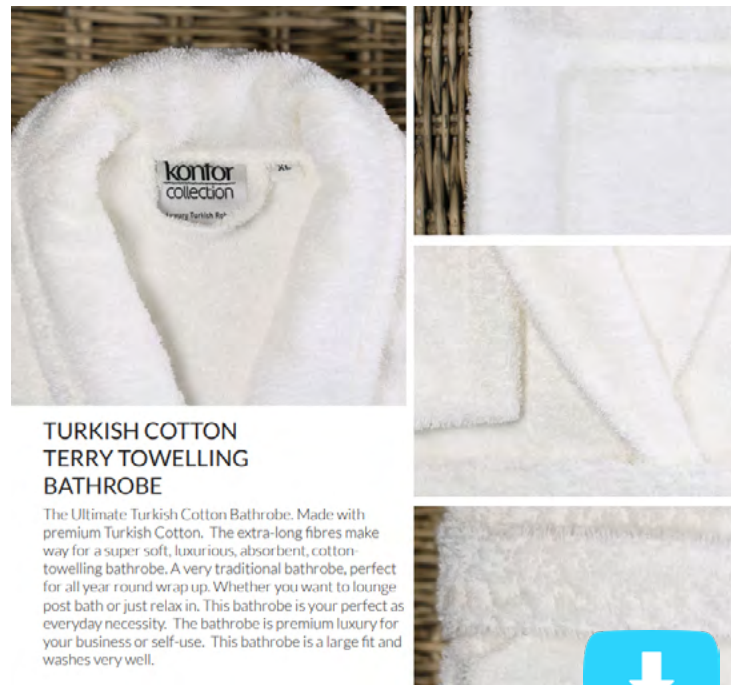 konfor
collection
Luxury Turkish Rob
TURKISH COTTON
TERRY TOWELLING
BATHROBE
The Ultimate Turkish Cotton Bathrobe. Made with
premium Turkish Cotton.  The extra-long fibres make
way for a super soft, luxurious, absorbent, cotton-
towelling bathrobe. A very traditional bathrobe, perfect
for all year round wrap up. Whether you want to lounge
post bath or just relax in. This bathrobe is your perfect as
everyday necessity.  The bathrobe is premium luxury for
your business or self-use.  This bathrobe is a large fit and
washes very well.